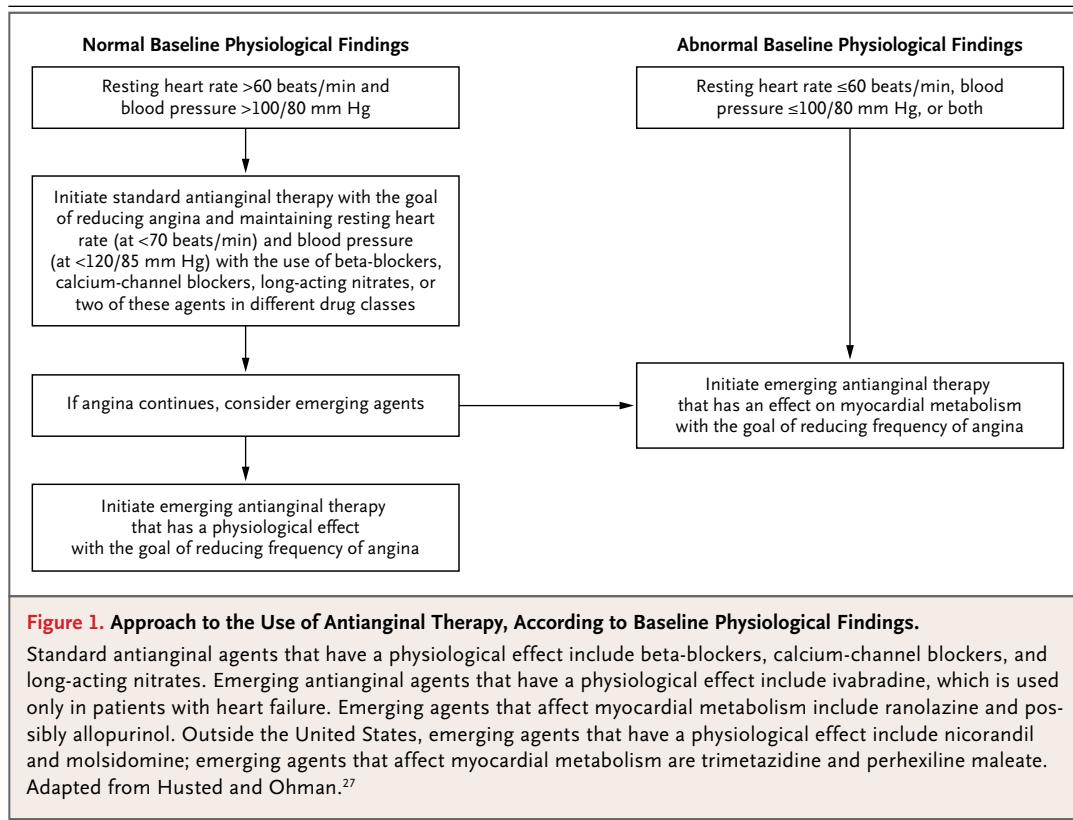 Normal Baseline Physiological Findings
Resting heart rate >60 beats/min and
blood pressure >100/80 mm Hg
Initiate standard antianginal therapy with the goal
of reducing angina and maintaining resting heart
rate (at <70 beats/min) and blood pressure
(at <120/85 mm Hg) with the use of beta-blockers,
calcium-channel blockers, long-acting nitrates, or
two of these agents in different drug classes
If angina continues, consider emerging agents
Initiate emerging antianginal therapy
that has a physiological effect
with the goal of reducing frequency of angina
Abnormal Baseline Physiological Findings
Resting heart rate ≤60 beats/min, blood
pressure ≤100/80 mm Hg, or both
Initiate emerging antianginal therapy
that has an effect on myocardial metabolism
with the goal of reducing frequency of angina
Figure 1. Approach to the Use of Antianginal Therapy, According to Baseline Physiological Findings.
Standard antianginal agents that have a physiological effect include beta-blockers, calcium-channel blockers, and
long-acting nitrates. Emerging antianginal agents that have a physiological effect include ivabradine, which is used
only in patients with heart failure. Emerging agents that affect myocardial metabolism include ranolazine and pos-
sibly allopurinol. Outside the United States, emerging agents that have a physiological effect include nicorandil
and molsidomine; emerging agents that affect myocardial metabolism are trimetazidine and perhexiline maleate.
Adapted from Husted and Ohman.27